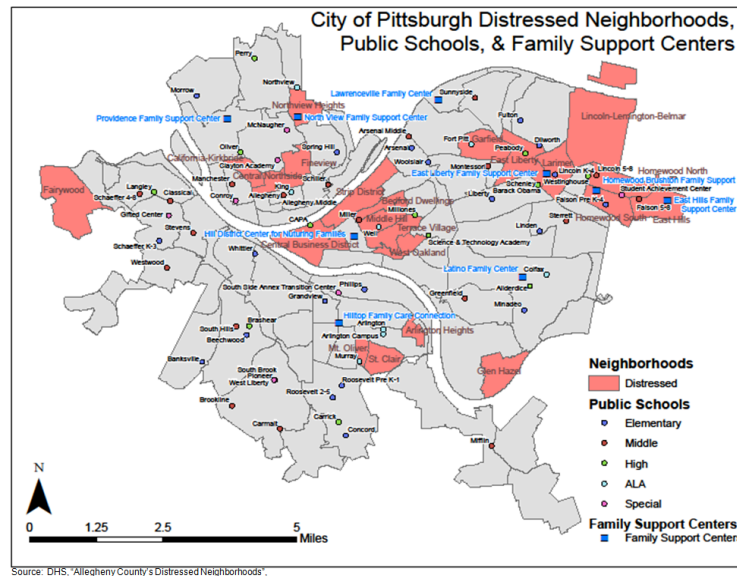 City of Pittsburgh Distressed Neighborhoods,
Public Schools, & Family Support Centers
Perry
Northview
Morrow
Lawrenceville Family Center
Sunnyside
Northview Heights
Providence Family Support Center
North View Family Support Center
Lincoln-Lemington-Belmar
Fulton
McNaugher
Arsenal Middle
Fort Pitt
Garfield
Oliver
Spring Hill
Arsenal
Peabody
Dilworth
California-Kirkbride
Fineview
Woolslair
East Liberty
Larimer
Clayton Academy
Montessori
Lincoln K-4
Lincoln 5-8
Homewood North
Fairywood
Central Northside
East Liberty Family Support Center
Westinghouse
Homewood Brushton Family Support
Manchester
King
Schiller
Strip District
Schenley
Student Achievement Center
Langley
Classical
Schaeffer 4-8
Conroy
Allegheny
Allegheny Middle
Bedford Dwellings
Liberty
Barack Obama
Faison Pre K-4
East Hills Family
Support Center
Faison 5-8
Gifted Center
CAPA
Miller
Milliones
Middle Hill
Homewood South
East Hills
Sterrett
Stevens
Hill District Center for Nuturing Families
Weil
Terrace Village
Linden
Schaeffer K-3
Central Business District
Science & Technology Academy
Whittier
West Oakland
Westwood
Latino Family Center
Colfax
South Side Annex Transition Center
Phillips
Allderdice
Grandview
Greenfield
Minadeo
Hilltop Family Care Connection
South Hills
Brashear
Arlington
Beechwood
Arlington Campus
Arlington Heights
Mt. Oliver
Banksville
Murray
St. Clair
Glen Hazel
South Brook
Pioneer
West Liberty
Roosevelt Pre K-1
Roosevelt 2-5
Brookline
Carmalt
Carrick
Concord
Mifflin
Neighborhoods
Distressed
Public Schools
Elementary
Middle
High
ALA
Special
Family Support Centers
Family Support Center
N
0 1.25 2.5 5
Miles
Source: DHS, "Allegheny County's Distressed Neighborhoods",